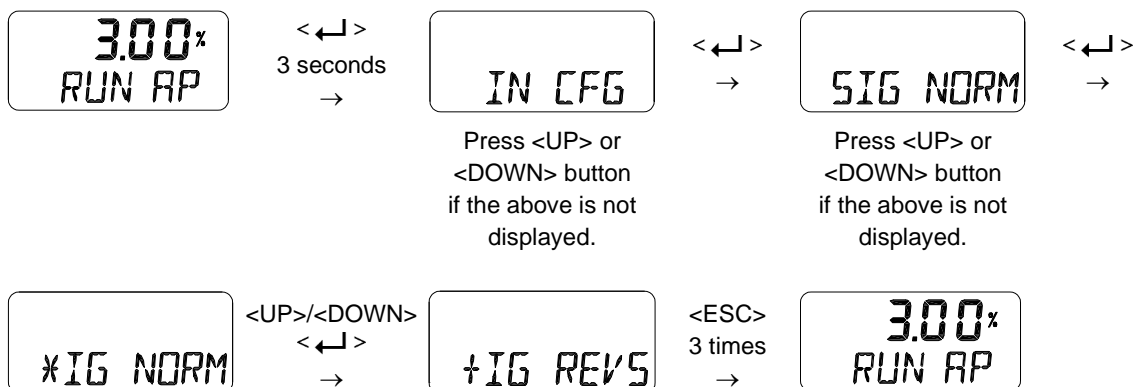 3.00%
RUN AP
< ↵ >
3 seconds
→
IN CFG
Press <UP> or
<DOWN> button
if the above is not
displayed.
< ↵ >
→
SIG NORM
Press <UP> or
<DOWN> button
if the above is not
displayed.
< ↵ >
→
*IG NORM
<UP>/<DOWN>
< ↵ >
→
+IG REVS
<ESC>
3 times
→
3.00%
RUN AP